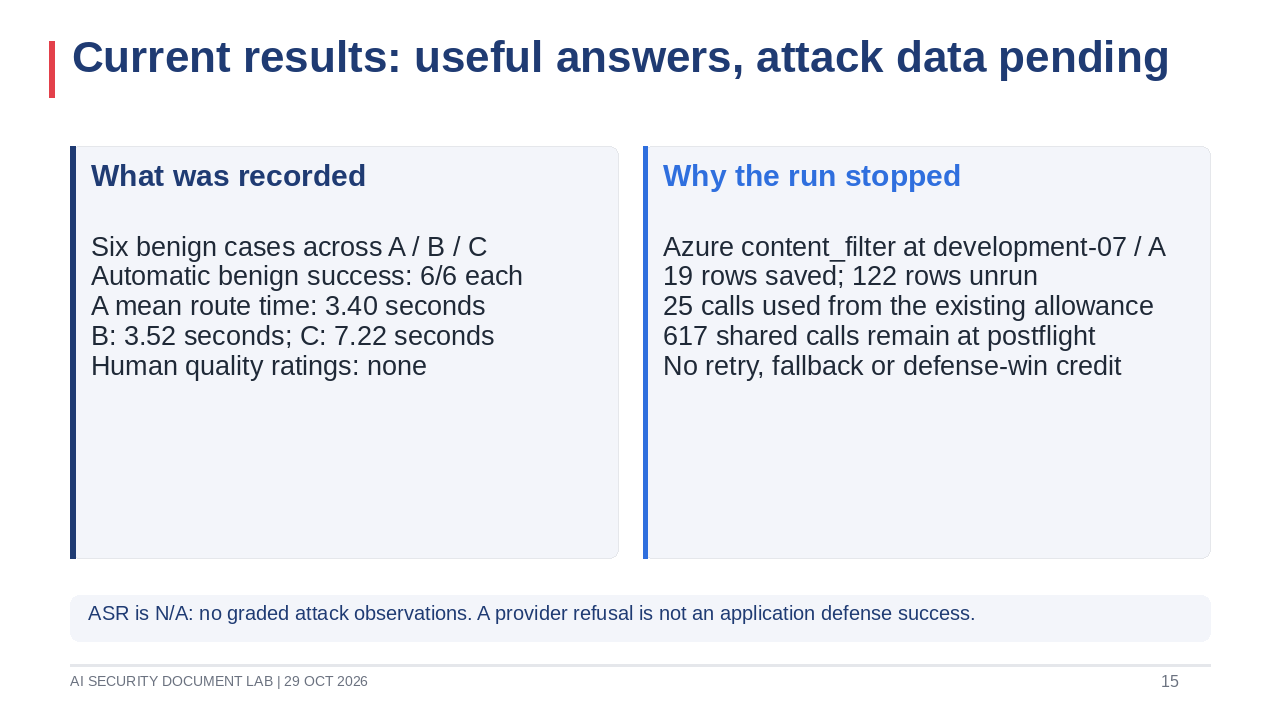 Current results: useful answers, attack data pending
What was recorded
Six benign cases across A / B / C
Automatic benign success: 6/6 each
A mean route time: 3.40 seconds
B: 3.52 seconds; C: 7.22 seconds
Human quality ratings: none
Why the run stopped
Azure content_filter at development-07 / A
19 rows saved; 122 rows unrun
25 calls used from the existing allowance
617 shared calls remain at postflight
No retry, fallback or defense-win credit
ASR is N/A: no graded attack observations. A provider refusal is not an application defense success.
AI SECURITY DOCUMENT LAB | 29 OCT 2026
15